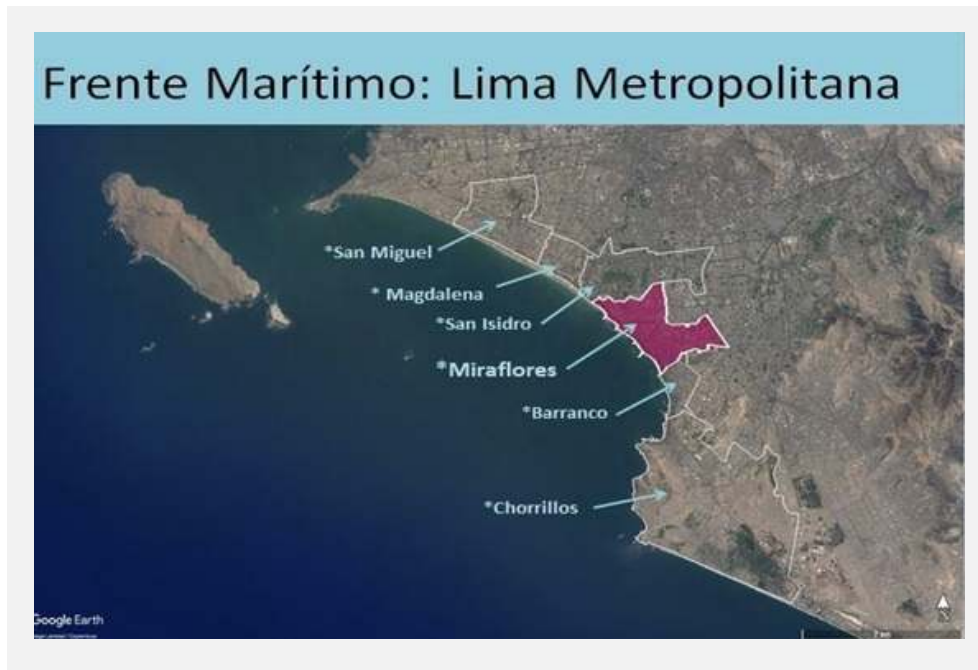 Frente Marítimo: Lima Metropolitana
*San Miguel
* Magdalena
*San Isidro
*Miraflores
*Barranco
*Chorrillos
Google Earth